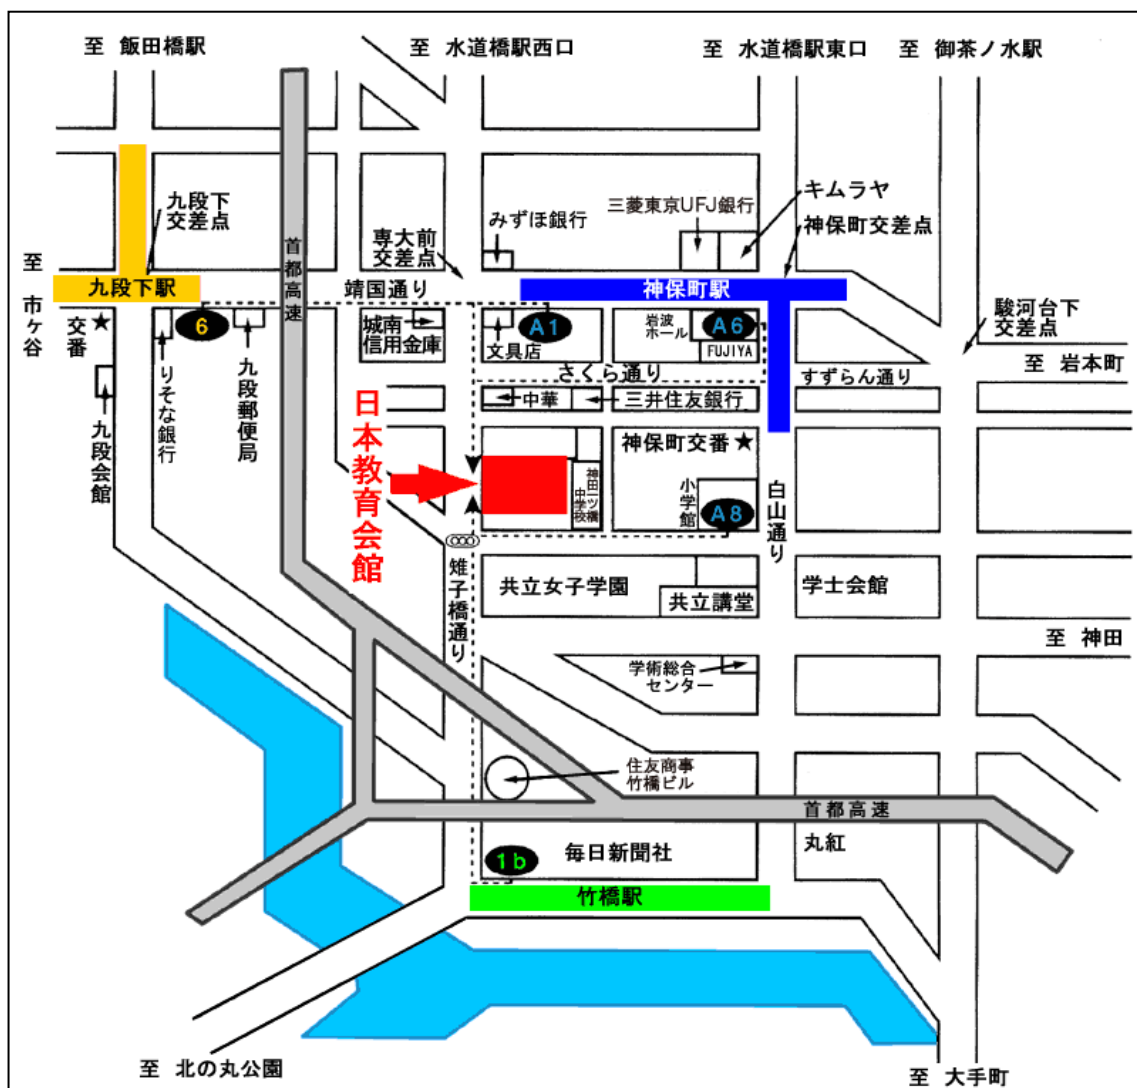 至 飯田橋駅
至 水道橋駅西口
至 水道橋駅東口
至 御茶ノ水駅
九段下
交差点
首都高速
専大前
交差点
みずほ銀行
三菱東京UFJ銀行
キムラヤ
神保町交差点
至 市ヶ谷
九段下駅
靖国通り
神保町駅
交番★
りそな銀行
6
九段郵便局
城南
信用金庫
文具店
A1
岩波
ホール
A6
FUJIYA
駿河台下
交差点
至 岩本町
さくら通り
すずらん通り
九段会館
中華
三井住友銀行
日本教育会館
神田一ツ橋
中学校
神保町交番★
小学館
A8
白山通り
雉子橋通り
共立女子学園
共立講堂
学士会館
至 神田
学術総合
センター
住友商事
竹橋ビル
首都高速
丸紅
1b
毎日新聞社
竹橋駅
至 北の丸公園
至 大手町